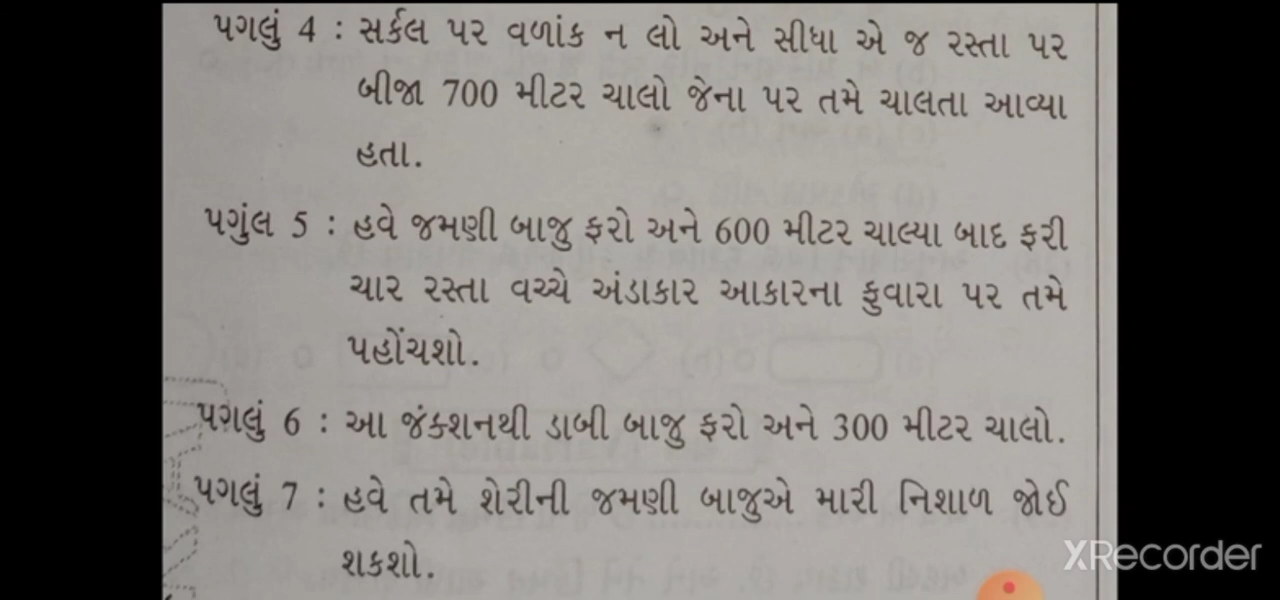 પગલું 4 : સર્કલ પર વળાંક ન લો અને સીધા એ જ રસ્તા પર
બીજા 700 મીટર ચાલો જેના પર તમે ચાલતા આવ્યા
હતા.
પગુંલ 5 : હવે જમણી બાજુ ફરો અને 600 મીટર ચાલ્યા બાદ ફરી
ચાર રસ્તા વચ્ચે અંડાકાર આકારના ફુવારા પર તમે
પહોંચશો.
પગલું 6 : આ જંક્શનથી ડાબી બાજુ ફરો અને 300 મીટર ચાલો.
પગલું 7 : હવે તમે શેરીની જમણી બાજુએ મારી નિશાળ જોઈ
શકશો.
XRecorder